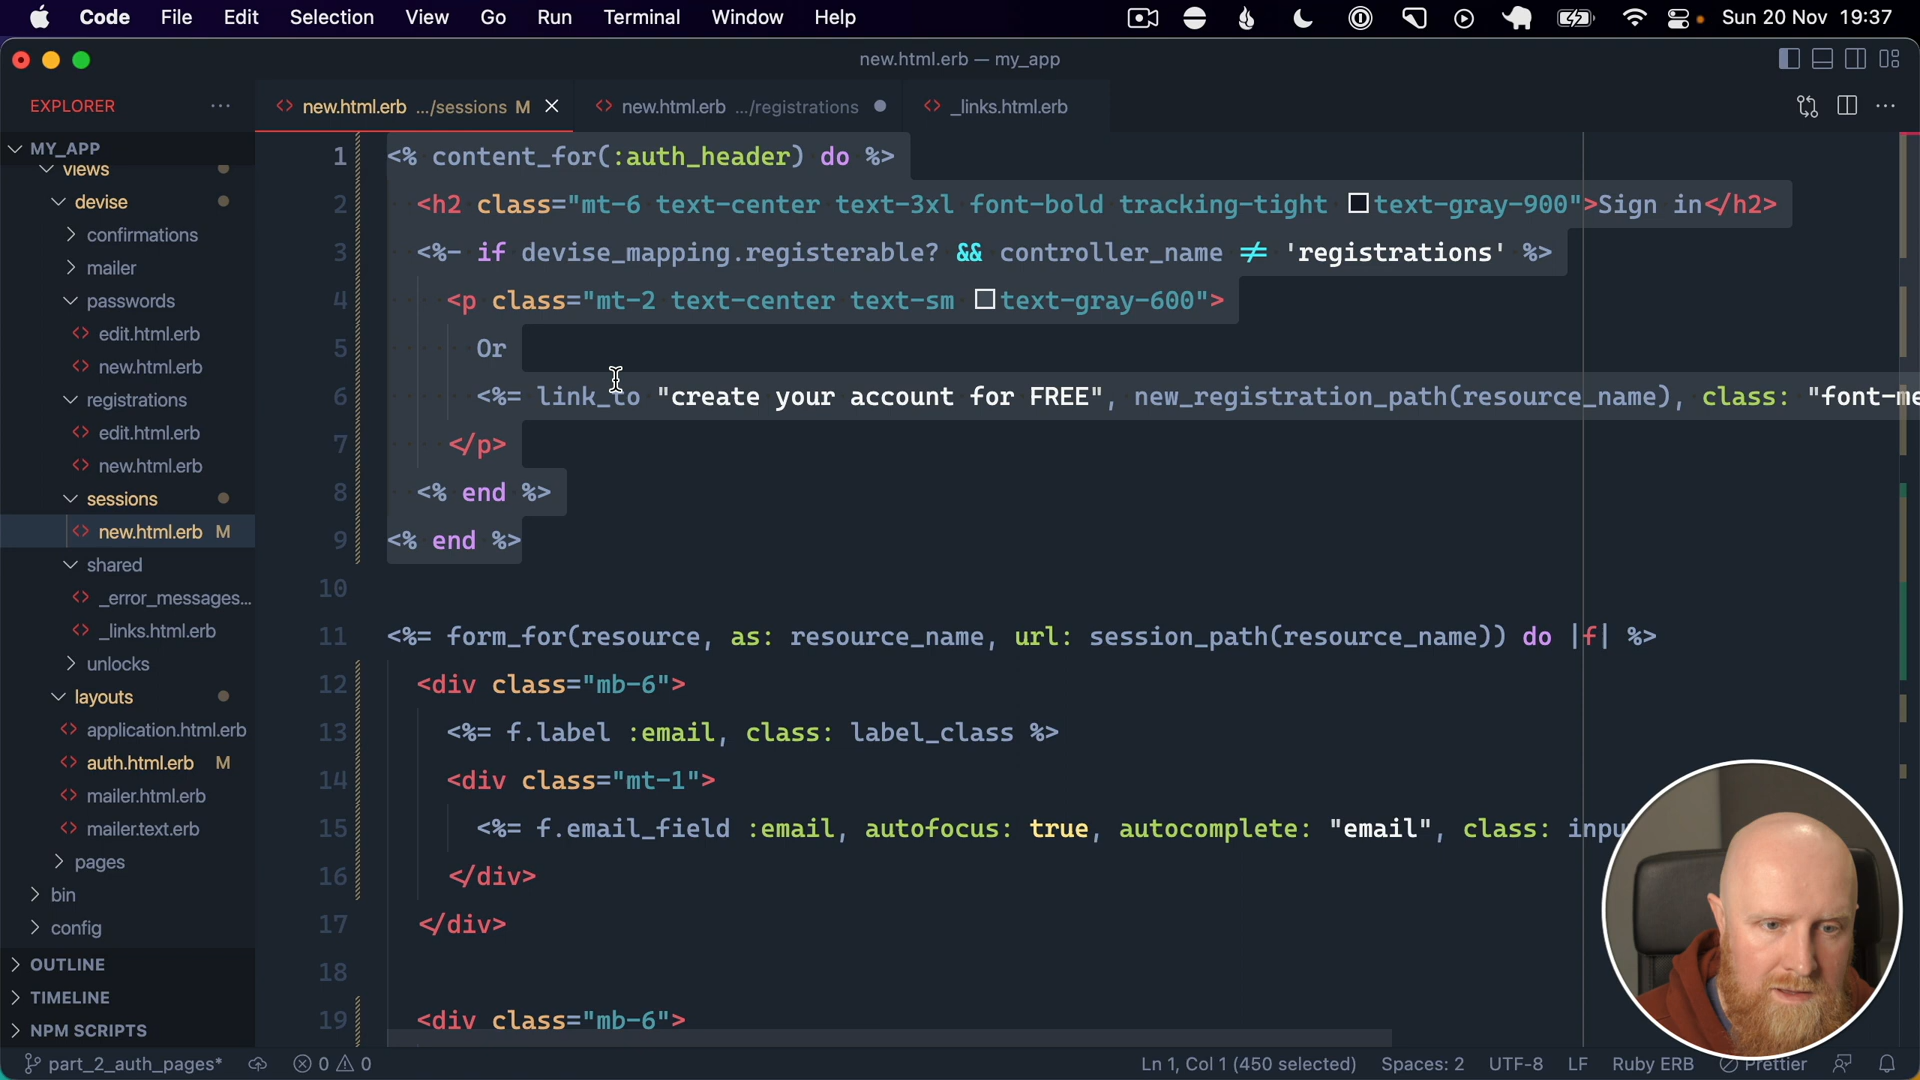 Code File Edit Selection View Go Run Terminal Window Help Sun 20 Nov 19:37
new.html.erb — my_app
EXPLORER ··· new.html.erb .../sessions M new.html.erb .../registrations _links.html.erb ···
MY_APP
views
devise
confirmations
mailer
passwords
edit.html.erb
new.html.erb
registrations
edit.html.erb
new.html.erb
sessions
new.html.erb M
shared
_error_messages...
_links.html.erb
unlocks
layouts
application.html.erb
auth.html.erb M
mailer.html.erb
mailer.text.erb
pages
bin
config
OUTLINE
TIMELINE
NPM SCRIPTS
1 <% content_for(:auth_header) do %>
2 <h2 class="mt-6 text-center text-3xl font-bold tracking-tight text-gray-900">Sign in</h2>
3 <%- if devise_mapping.registerable? && controller_name != 'registrations' %>
4 <p class="mt-2 text-center text-sm text-gray-600">
5 Or
6 <%= link_to "create your account for FREE", new_registration_path(resource_name), class: "font-me
7 </p>
8 <% end %>
9 <% end %>
10
11 <%= form_for(resource, as: resource_name, url: session_path(resource_name)) do |f| %>
12 <div class="mb-6">
13 <%= f.label :email, class: label_class %>
14 <div class="mt-1">
15 <%= f.email_field :email, autofocus: true, autocomplete: "email", class: inpu
16 </div>
17 </div>
18
19 <div class="mb-6">
part_2_auth_pages* 0 0 Ln 1, Col 1 (450 selected) Spaces: 2 UTF-8 LF Ruby ERB Prettier